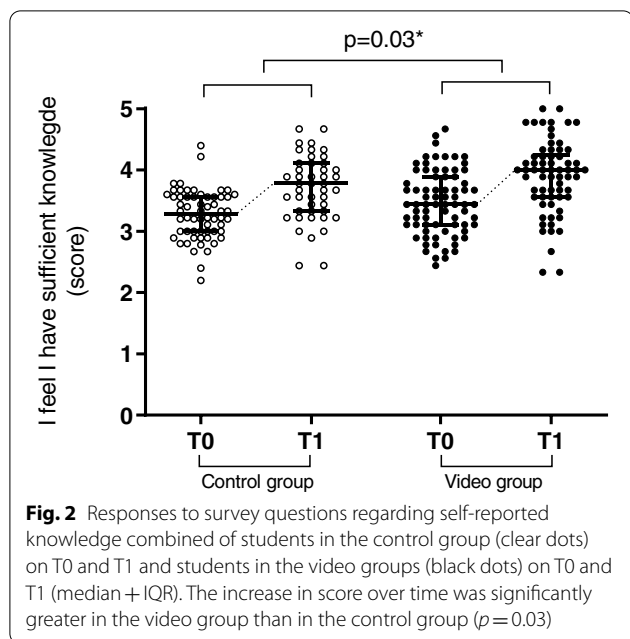 p=0.03*
I feel I have sufficient knowlegde
(score)
5
4
3
2
1
0
T0 T1 T0 T1
Control group Video group
Fig. 2 Responses to survey questions regarding self-reported
knowledge combined of students in the control group (clear dots)
on T0 and T1 and students in the video groups (black dots) on T0 and
T1 (median + IQR). The increase in score over time was significantly
greater in the video group than in the control group (p = 0.03)